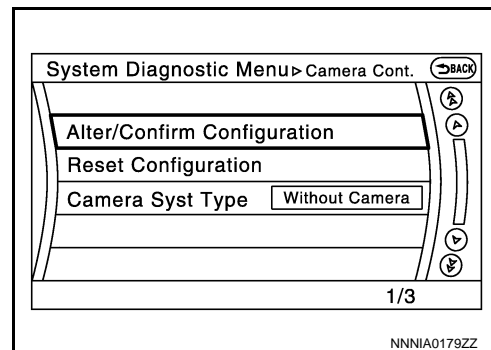 System Diagnostic Menu▷Camera Cont.
BACK
Alter/Confirm Configuration
Reset Configuration
Camera Syst Type
Without Camera
1/3
NNNIA0179ZZ